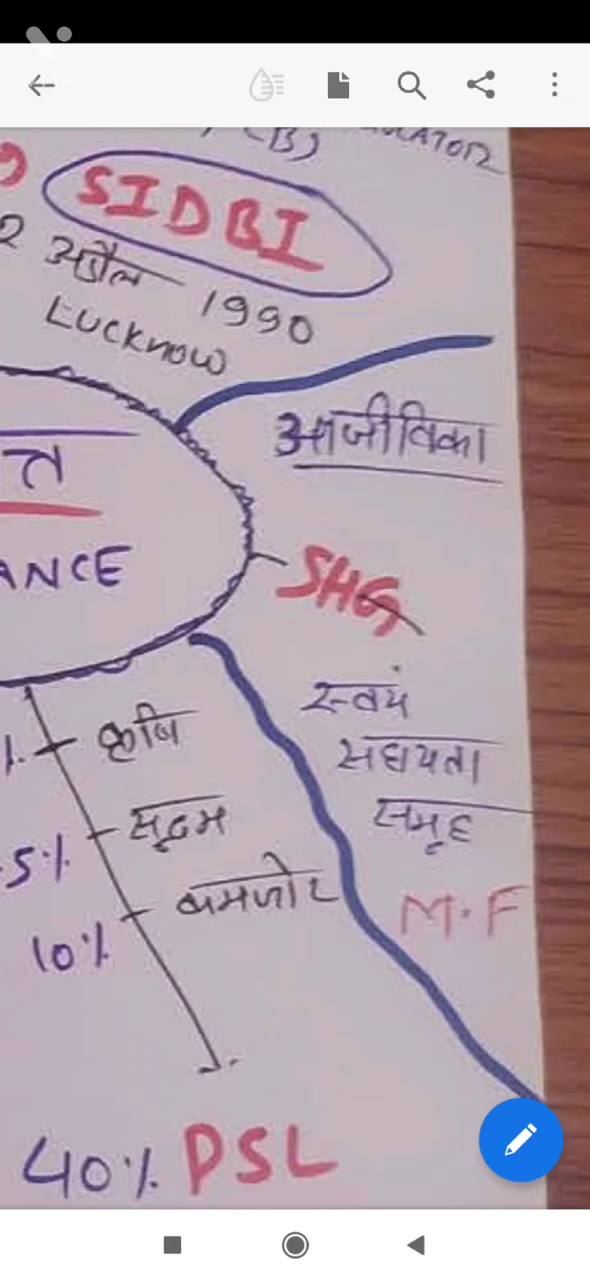 SIDBI
2 अप्रैल 1990
Lucknow
आजीविका
त्त
ANCE
SHG
स्वयं
सहायता
समूह
M.F
कृषि
सूक्ष्म
5%
कमजोर
10%
40% PSL